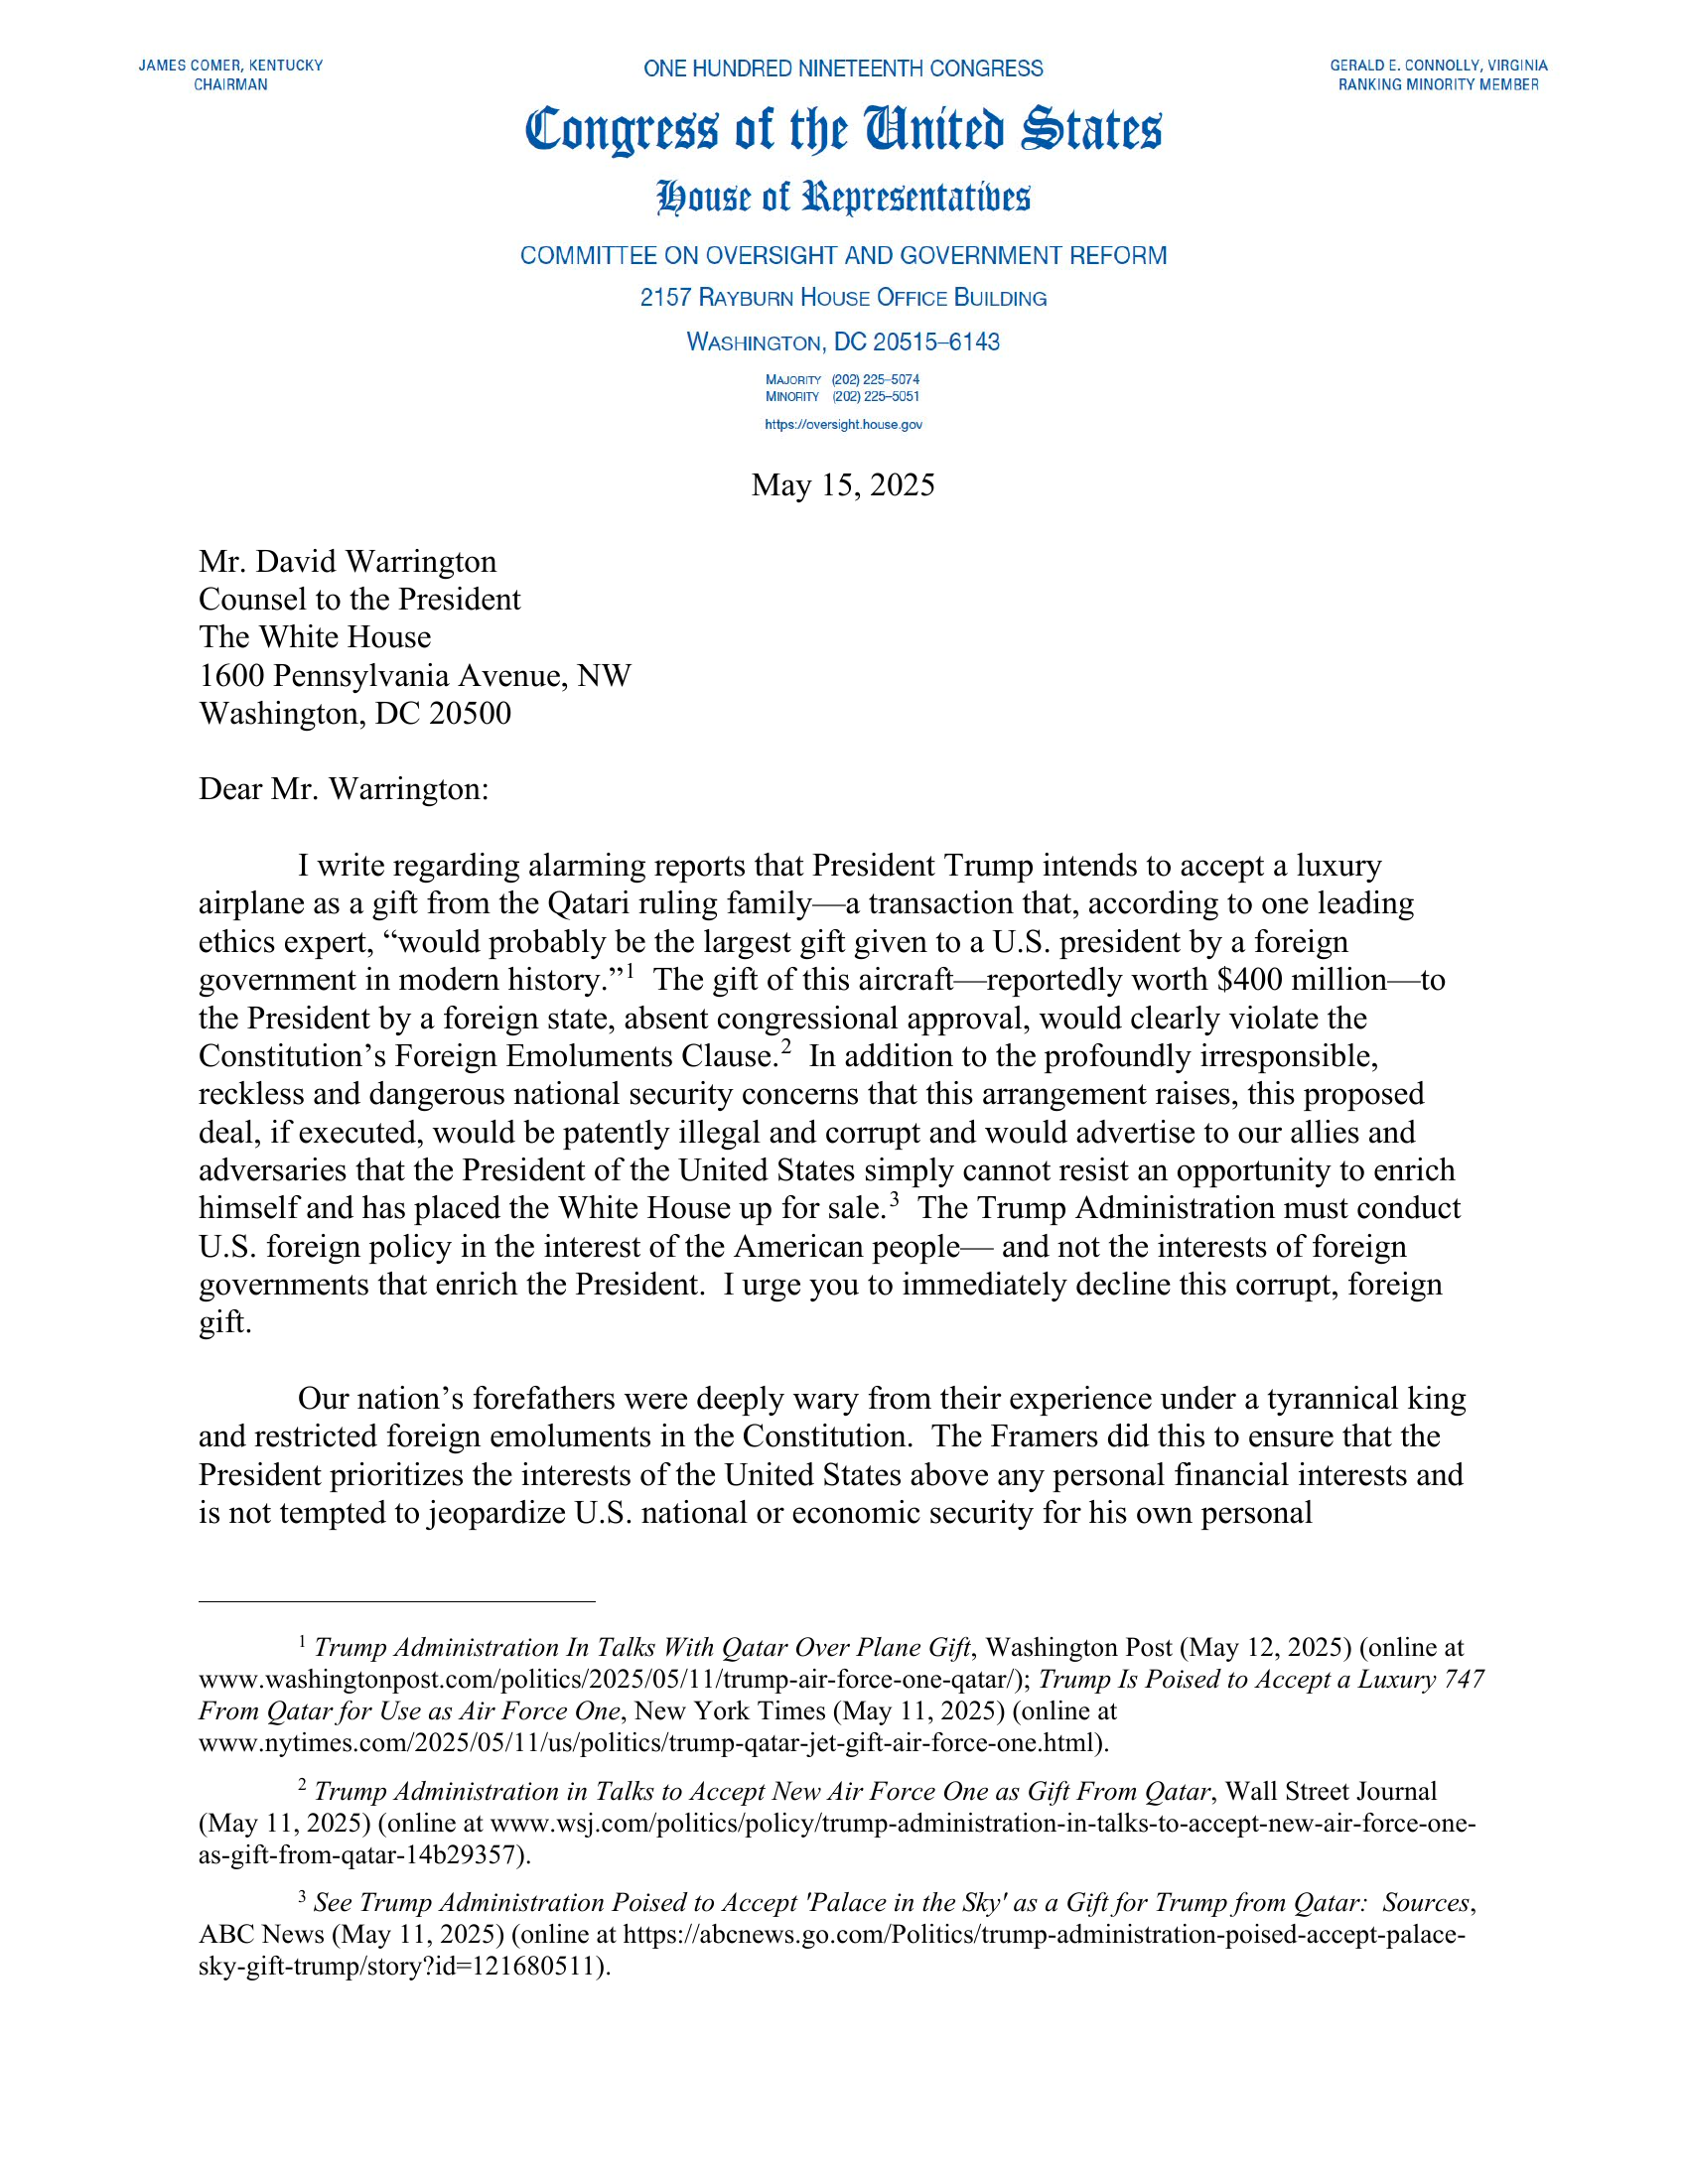 JAMES COMER, KENTUCKY
CHAIRMAN
ONE HUNDRED NINETEENTH CONGRESS
GERALD E. CONNOLLY, VIRGINIA
RANKING MINORITY MEMBER
Congress of the United States
House of Representatives
COMMITTEE ON OVERSIGHT AND GOVERNMENT REFORM
2157 RAYBURN HOUSE OFFICE BUILDING
WASHINGTON, DC 20515–6143
MAJORITY (202) 225–5074
MINORITY (202) 225–5051
https://oversight.house.gov
May 15, 2025
Mr. David Warrington
Counsel to the President
The White House
1600 Pennsylvania Avenue, NW
Washington, DC 20500
Dear Mr. Warrington:
I write regarding alarming reports that President Trump intends to accept a luxury
airplane as a gift from the Qatari ruling family—a transaction that, according to one leading
ethics expert, “would probably be the largest gift given to a U.S. president by a foreign
government in modern history.”1  The gift of this aircraft—reportedly worth $400 million—to
the President by a foreign state, absent congressional approval, would clearly violate the
Constitution’s Foreign Emoluments Clause.2  In addition to the profoundly irresponsible,
reckless and dangerous national security concerns that this arrangement raises, this proposed
deal, if executed, would be patently illegal and corrupt and would advertise to our allies and
adversaries that the President of the United States simply cannot resist an opportunity to enrich
himself and has placed the White House up for sale.3  The Trump Administration must conduct
U.S. foreign policy in the interest of the American people— and not the interests of foreign
governments that enrich the President.  I urge you to immediately decline this corrupt, foreign
gift.
Our nation’s forefathers were deeply wary from their experience under a tyrannical king
and restricted foreign emoluments in the Constitution.  The Framers did this to ensure that the
President prioritizes the interests of the United States above any personal financial interests and
is not tempted to jeopardize U.S. national or economic security for his own personal
1 Trump Administration In Talks With Qatar Over Plane Gift, Washington Post (May 12, 2025) (online at
www.washingtonpost.com/politics/2025/05/11/trump-air-force-one-qatar/); Trump Is Poised to Accept a Luxury 747
From Qatar for Use as Air Force One, New York Times (May 11, 2025) (online at
www.nytimes.com/2025/05/11/us/politics/trump-qatar-jet-gift-air-force-one.html).
2 Trump Administration in Talks to Accept New Air Force One as Gift From Qatar, Wall Street Journal
(May 11, 2025) (online at www.wsj.com/politics/policy/trump-administration-in-talks-to-accept-new-air-force-one-
as-gift-from-qatar-14b29357).
3 See Trump Administration Poised to Accept 'Palace in the Sky' as a Gift for Trump from Qatar:  Sources,
ABC News (May 11, 2025) (online at https://abcnews.go.com/Politics/trump-administration-poised-accept-palace-
sky-gift-trump/story?id=121680511).